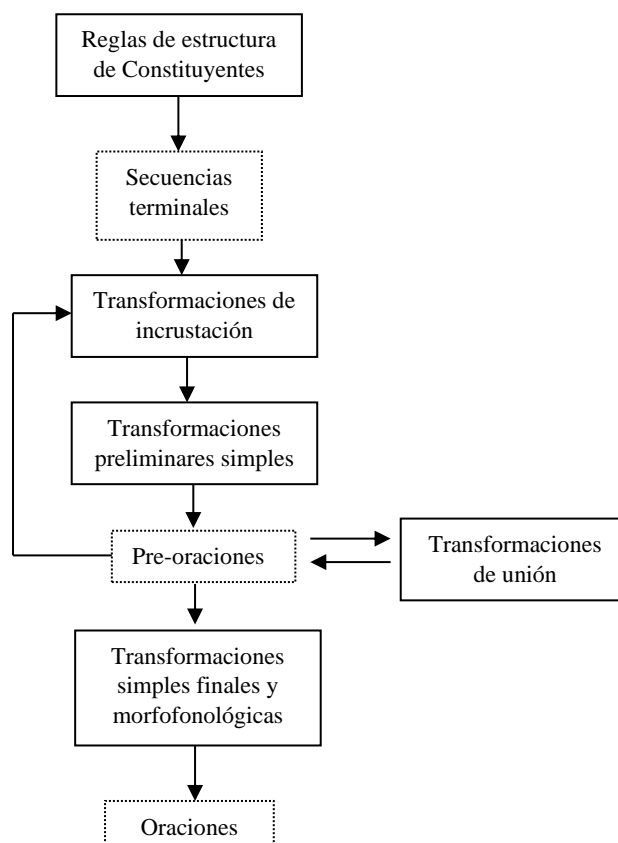 Reglas de estructura
de Constituyentes
Secuencias
terminales
Transformaciones de
incrustación
Transformaciones
preliminares simples
Pre-oraciones
Transformaciones
de unión
Transformaciones
simples finales y
morfofonológicas
Oraciones